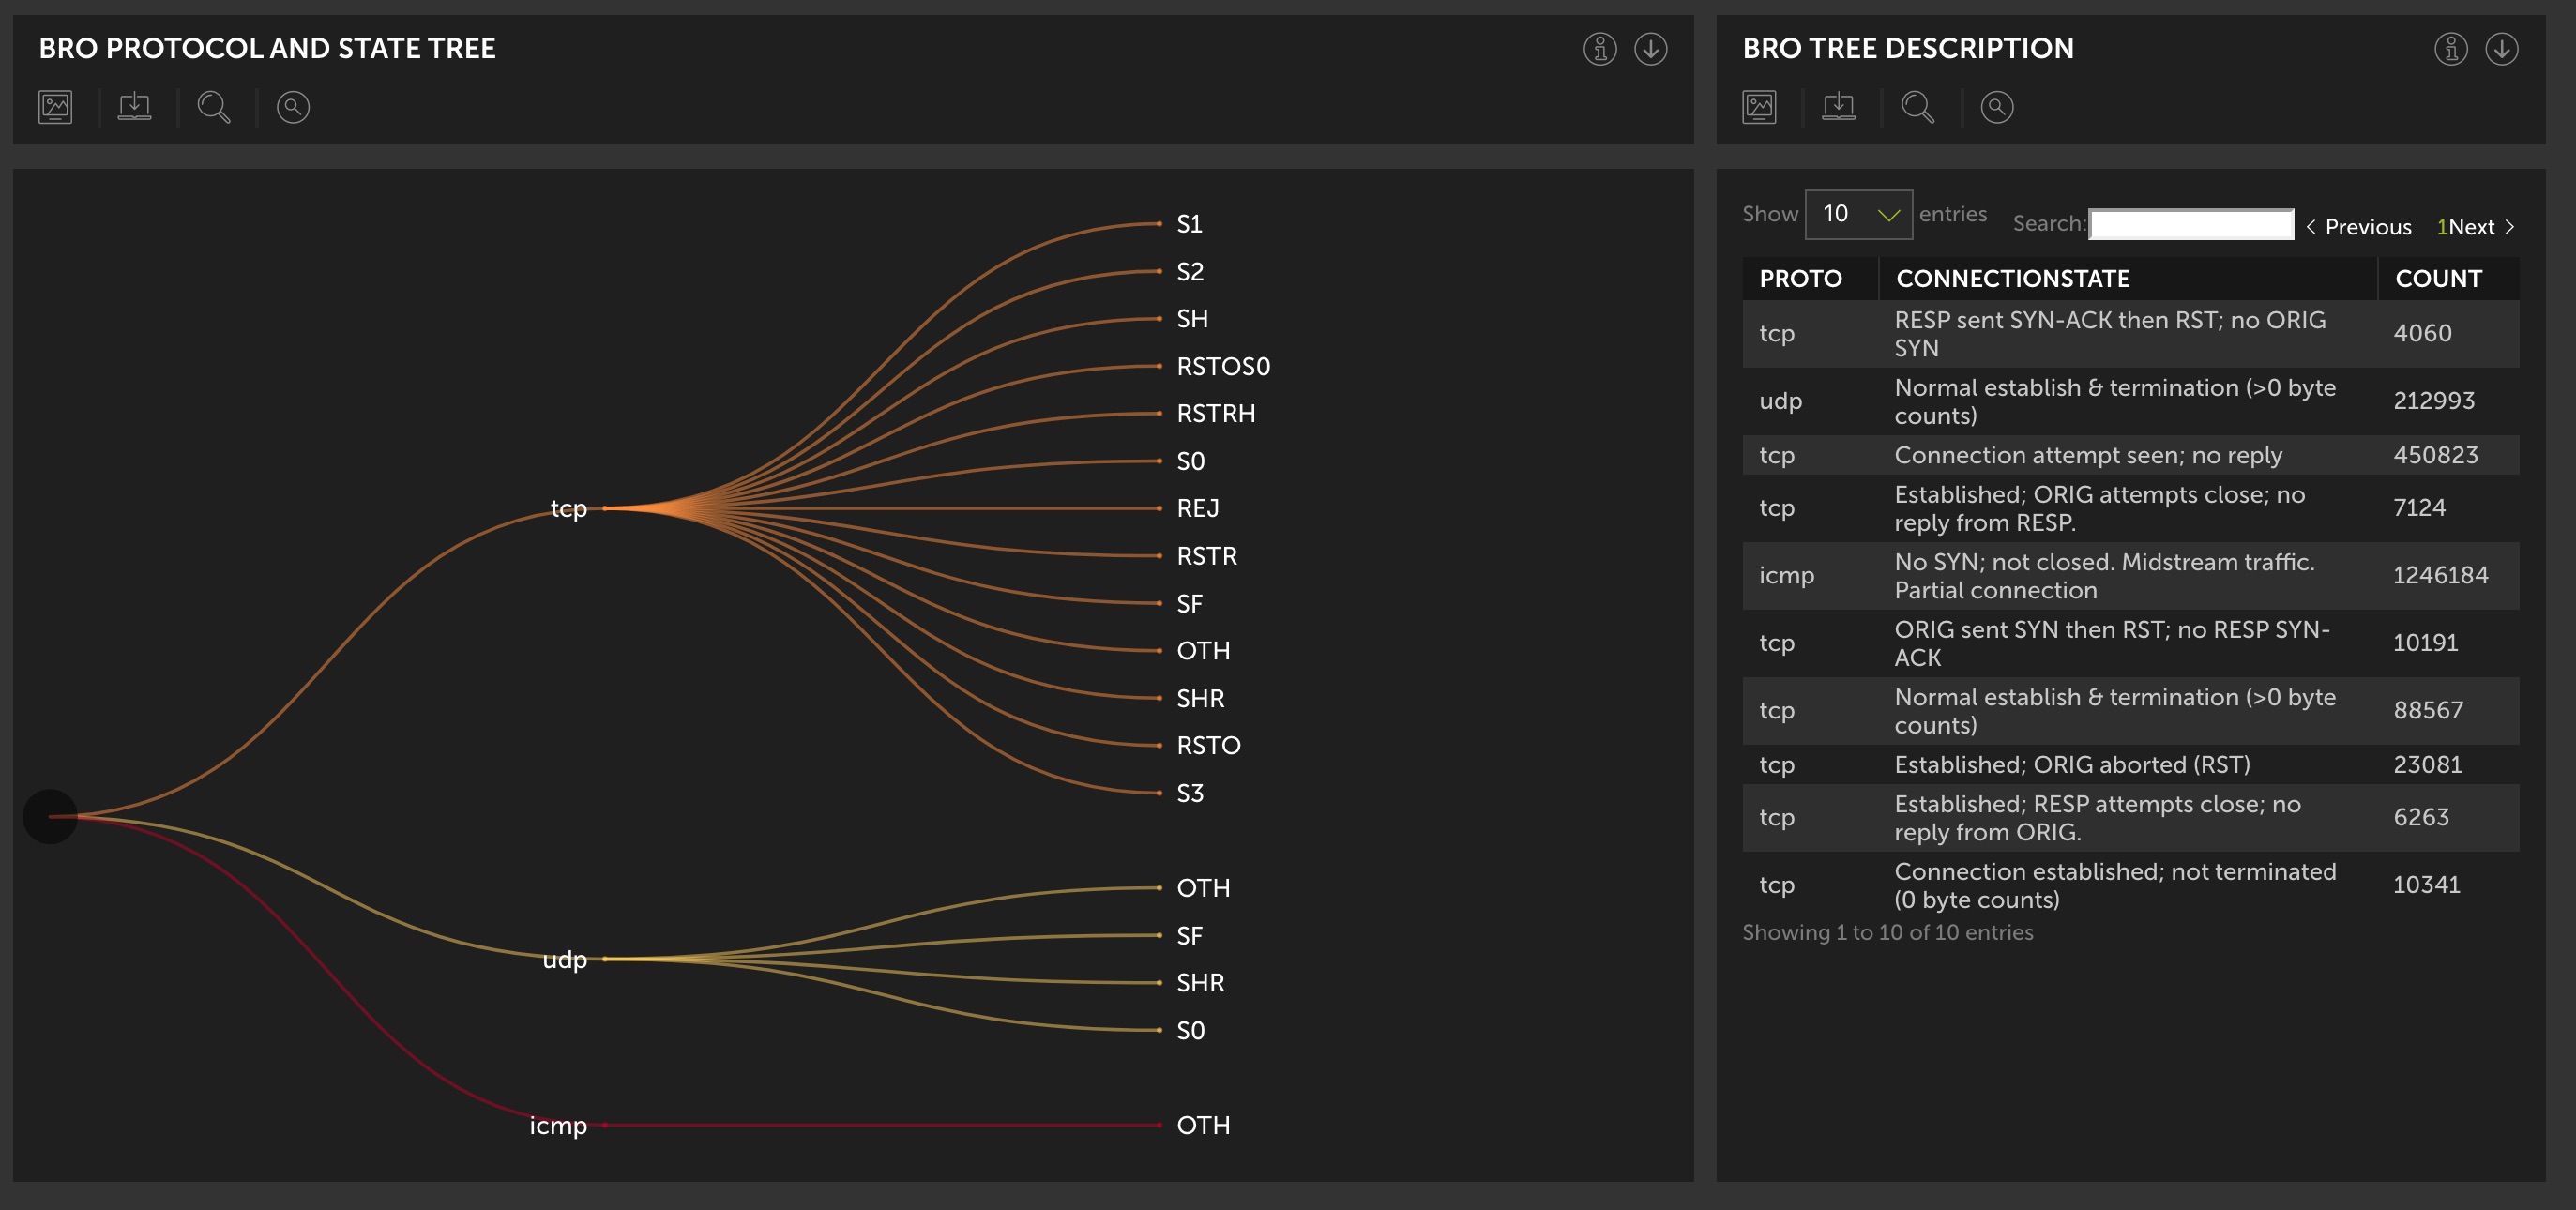 BRO PROTOCOL AND STATE TREE
S1
S2
SH
RSTOS0
RSTRH
S0
tcp
REJ
RSTR
SF
OTH
SHR
RSTO
S3
OTH
SF
udp
SHR
S0
icmp
OTH
BRO TREE DESCRIPTION
Show 10 entries Search: < Previous 1Next >
PROTO CONNECTIONSTATE COUNT
tcp RESP sent SYN-ACK then RST; no ORIG 4060
SYN
udp Normal establish & termination (>0 byte 212993
counts)
tcp Connection attempt seen; no reply 450823
tcp Established; ORIG attempts close; no 7124
reply from RESP.
icmp No SYN; not closed. Midstream traffic. 1246184
Partial connection
tcp ORIG sent SYN then RST; no RESP SYN- 10191
ACK
tcp Normal establish & termination (>0 byte 88567
counts)
tcp Established; ORIG aborted (RST) 23081
tcp Established; RESP attempts close; no 6263
reply from ORIG.
tcp Connection established; not terminated 10341
(0 byte counts)
Showing 1 to 10 of 10 entries